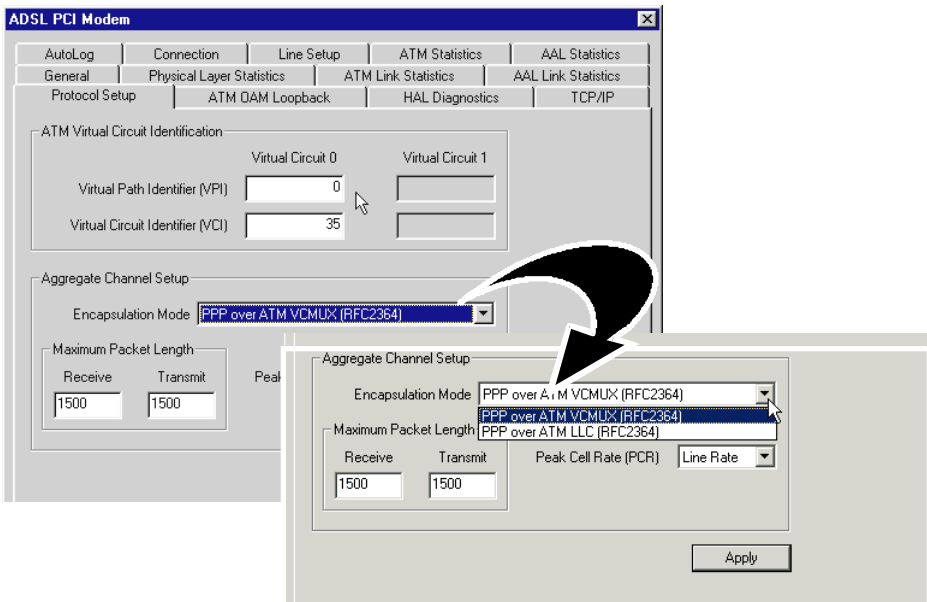 ADSL PCI Modem
AutoLog Connection Line Setup ATM Statistics AAL Statistics
General Physical Layer Statistics ATM Link Statistics AAL Link Statistics
Protocol Setup ATM OAM Loopback HAL Diagnostics TCP/IP
ATM Virtual Circuit Identification
Virtual Circuit 0 Virtual Circuit 1
Virtual Path Identifier (VPI) 0
Virtual Circuit Identifier (VCI) 35
Aggregate Channel Setup
Encapsulation Mode PPP over ATM VCMUX (RFC2364)
Maximum Packet Length
Receive Transmit
1500 1500
Aggregate Channel Setup
Encapsulation Mode PPP over ATM VCMUX (RFC2364)
PPP over ATM VCMUX (RFC2364)
PPP over ATM LLC (RFC2364)
Maximum Packet Length
Receive Transmit Peak Cell Rate (PCR) Line Rate
1500 1500
Apply